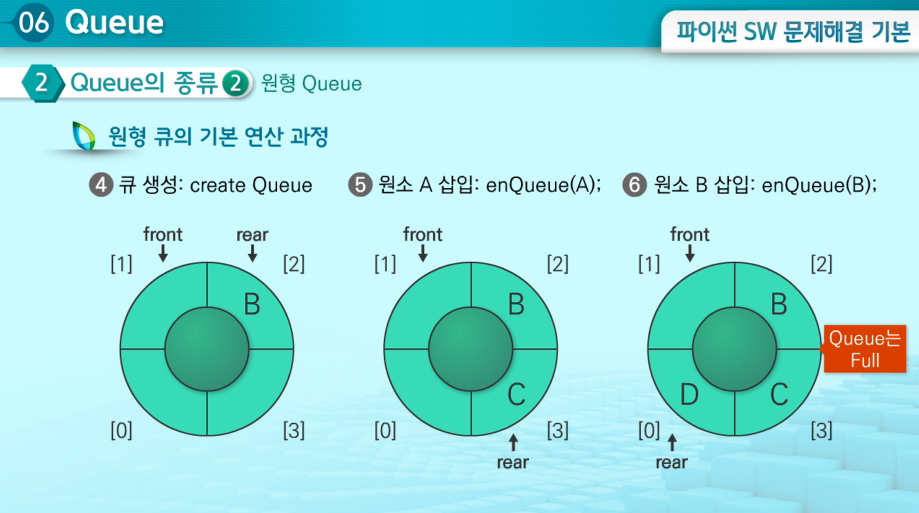 06 Queue
파이썬 SW 문제해결 기본
2 Queue의 종류 2 원형 Queue
원형 큐의 기본 연산 과정
4 큐 생성: create Queue
front rear
[1] [2]
B
[0] [3]
5 원소 A 삽입: enQueue(A);
front
[1] [2]
B
C
[0] [3]
rear
6 원소 B 삽입: enQueue(B);
front
[1] [2]
B
Queue는
Full
D C
[0] [3]
rear